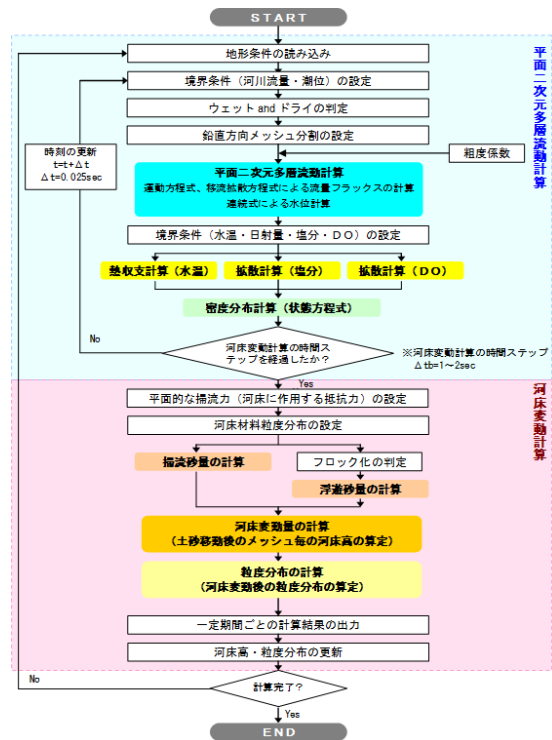 START
地形条件の読み込み
境界条件（河川流量・潮位）の設定
ウェット and ドライの判定
鉛直方向メッシュ分割の設定
時刻の更新
t=t+Δt
Δt=0.025sec
粗度係数
平面二次元多層流動計算
運動方程式、移流拡散方程式による流量フラックスの計算
連続式による水位計算
境界条件（水温・日射量・塩分・ＤＯ）の設定
熱収支計算（水温）
拡散計算（塩分）
拡散計算（ＤＯ）
密度分布計算（状態方程式）
No
河床変動計算の時間ス
テップを経過したか？
※河床変動計算の時間ステップ
Δtb=1～2sec
平面二次元多層流動計算
Yes
平面的な掃流力（河床に作用する抵抗力）の設定
河床材料粒度分布の設定
掃流砂量の計算
フロック化の判定
浮遊砂量の計算
河床変動量の計算
（土砂移動後のメッシュ毎の河床高の算定）
粒度分布の計算
（河床変動後の粒度分布の算定）
一定期間ごとの計算結果の出力
河床高・粒度分布の更新
河床変動計算
No
計算完了？
Yes
END